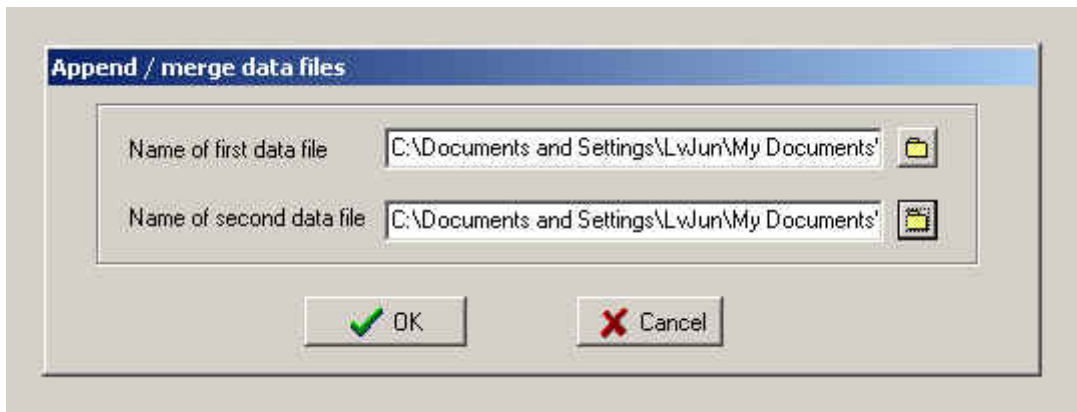 Append / merge data files
Name of first data file C:\Documents and Settings\LvJun\My Documents\
Name of second data file C:\Documents and Settings\LvJun\My Documents\
OK Cancel